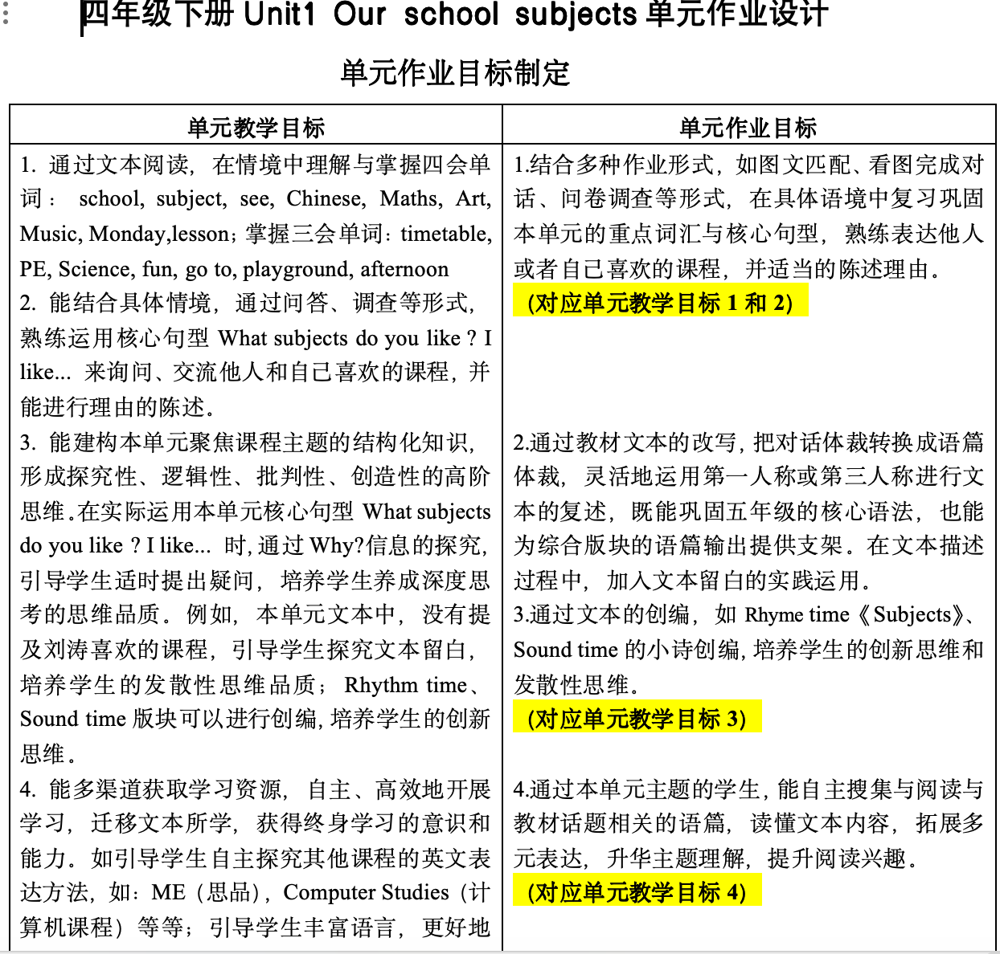 四年级下册 Unit1 Our school subjects 单元作业设计
单元作业目标制定
单元教学目标
1. 通过文本阅读，在情境中理解与掌握四会单
词： school, subject, see, Chinese, Maths, Art,
Music, Monday,lesson；掌握三会单词：timetable,
PE, Science, fun, go to, playground, afternoon
2. 能结合具体情境，通过问答、调查等形式，
熟练运用核心句型 What subjects do you like？I
like... 来询问、交流他人和自己喜欢的课程，并
能进行理由的陈述。
3. 能建构本单元聚焦课程主题的结构化知识，
形成探究性、逻辑性、批判性、创造性的高阶
思维。在实际运用本单元核心句型 What subjects
do you like？I like... 时，通过 Why?信息的探究，
引导学生适时提出疑问，培养学生养成深度思
考的思维品质。例如，本单元文本中，没有提
及刘涛喜欢的课程，引导学生探究文本留白，
培养学生的发散性思维品质；Rhythm time、
Sound time 版块可以进行创编，培养学生的创新
思维。
4. 能多渠道获取学习资源，自主、高效地开展
学习，迁移文本所学，获得终身学习的意识和
能力。如引导学生自主探究其他课程的英文表
达方法，如：ME（思品），Computer Studies（计
算机课程）等等；引导学生丰富语言，更好地
单元作业目标
1.结合多种作业形式，如图文匹配、看图完成对
话、问卷调查等形式，在具体语境中复习巩固
本单元的重点词汇与核心句型，熟练表达他人
或者自己喜欢的课程，并适当的陈述理由。
（对应单元教学目标 1 和 2）
2.通过教材文本的改写，把对话体裁转换成语篇
体裁，灵活地运用第一人称或第三人称进行文
本的复述，既能巩固五年级的核心语法，也能
为综合版块的语篇输出提供支架。在文本描述
过程中，加入文本留白的实践运用。
3.通过文本的创编，如 Rhyme time《Subjects》、
Sound time 的小诗创编，培养学生的创新思维和
发散性思维。
（对应单元教学目标 3）
4.通过本单元主题的学生，能自主搜集与阅读与
教材话题相关的语篇，读懂文本内容，拓展多
元表达，升华主题理解，提升阅读兴趣。
（对应单元教学目标 4）